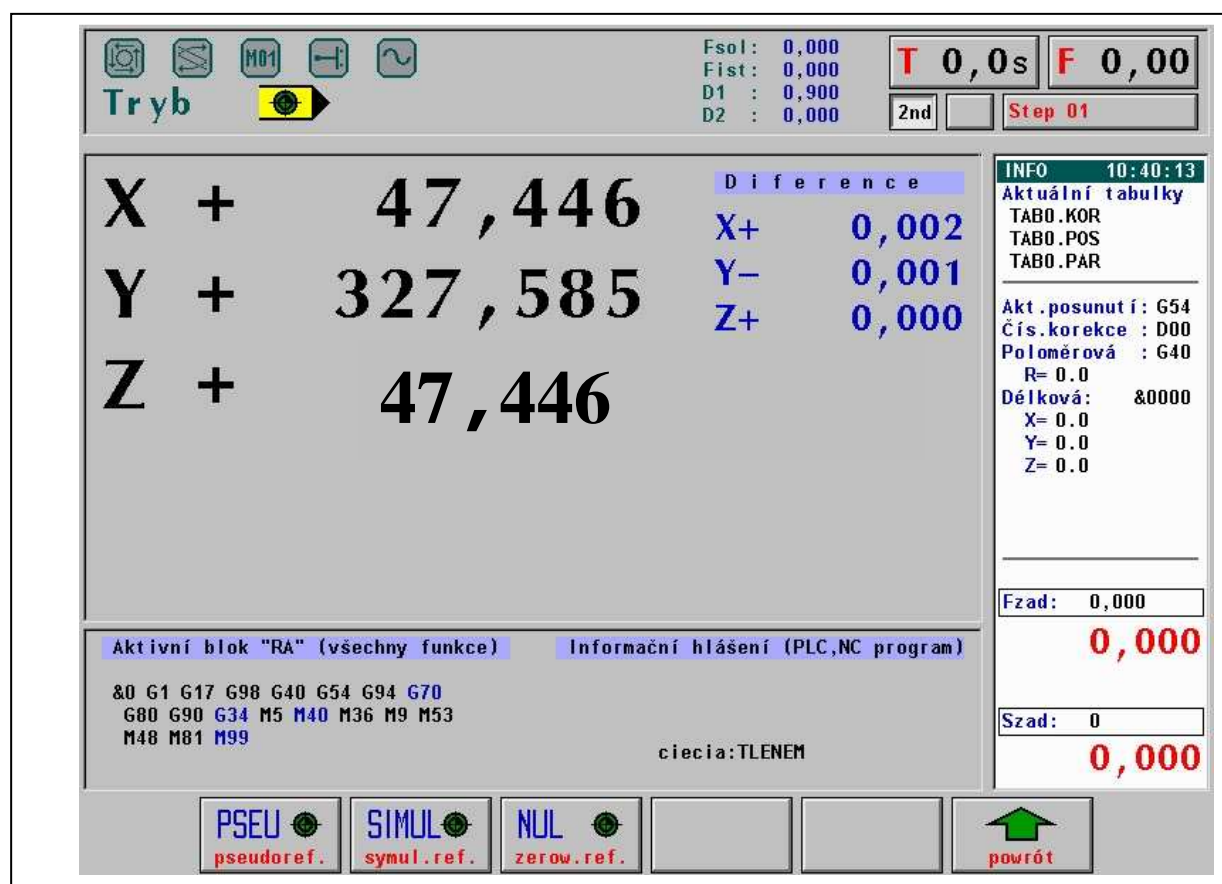 M01
Tryb
Fsol: 0,000
Fist: 0,000
D1 : 0,900
D2 : 0,000
T 0,0s
F 0,00
2nd
Step 01
X + 47,446
Y + 327,585
Z + 47,446
Diference
X+ 0,002
Y- 0,001
Z+ 0,000
INFO 10:40:13
Aktuální tabulky
TAB0.KOR
TAB0.POS
TAB0.PAR
Akt.posunutí: G54
Čís.korekce : D00
Poloměrová : G40
R= 0.0
Délková: &0000
X= 0.0
Y= 0.0
Z= 0.0
Fzad: 0,000
0,000
Szad: 0
0,000
Aktivní blok "RA" (všechny funkce)
&0 G1 G17 G98 G40 G54 G94 G70
G80 G90 G34 M5 M40 M36 M9 M53
M48 M81 M99
Informační hlášení (PLC,NC program)
ciecia:TLENEM
PSEU
pseudoref.
SIMUL
symul.ref.
NUL
zerow.ref.
powrót